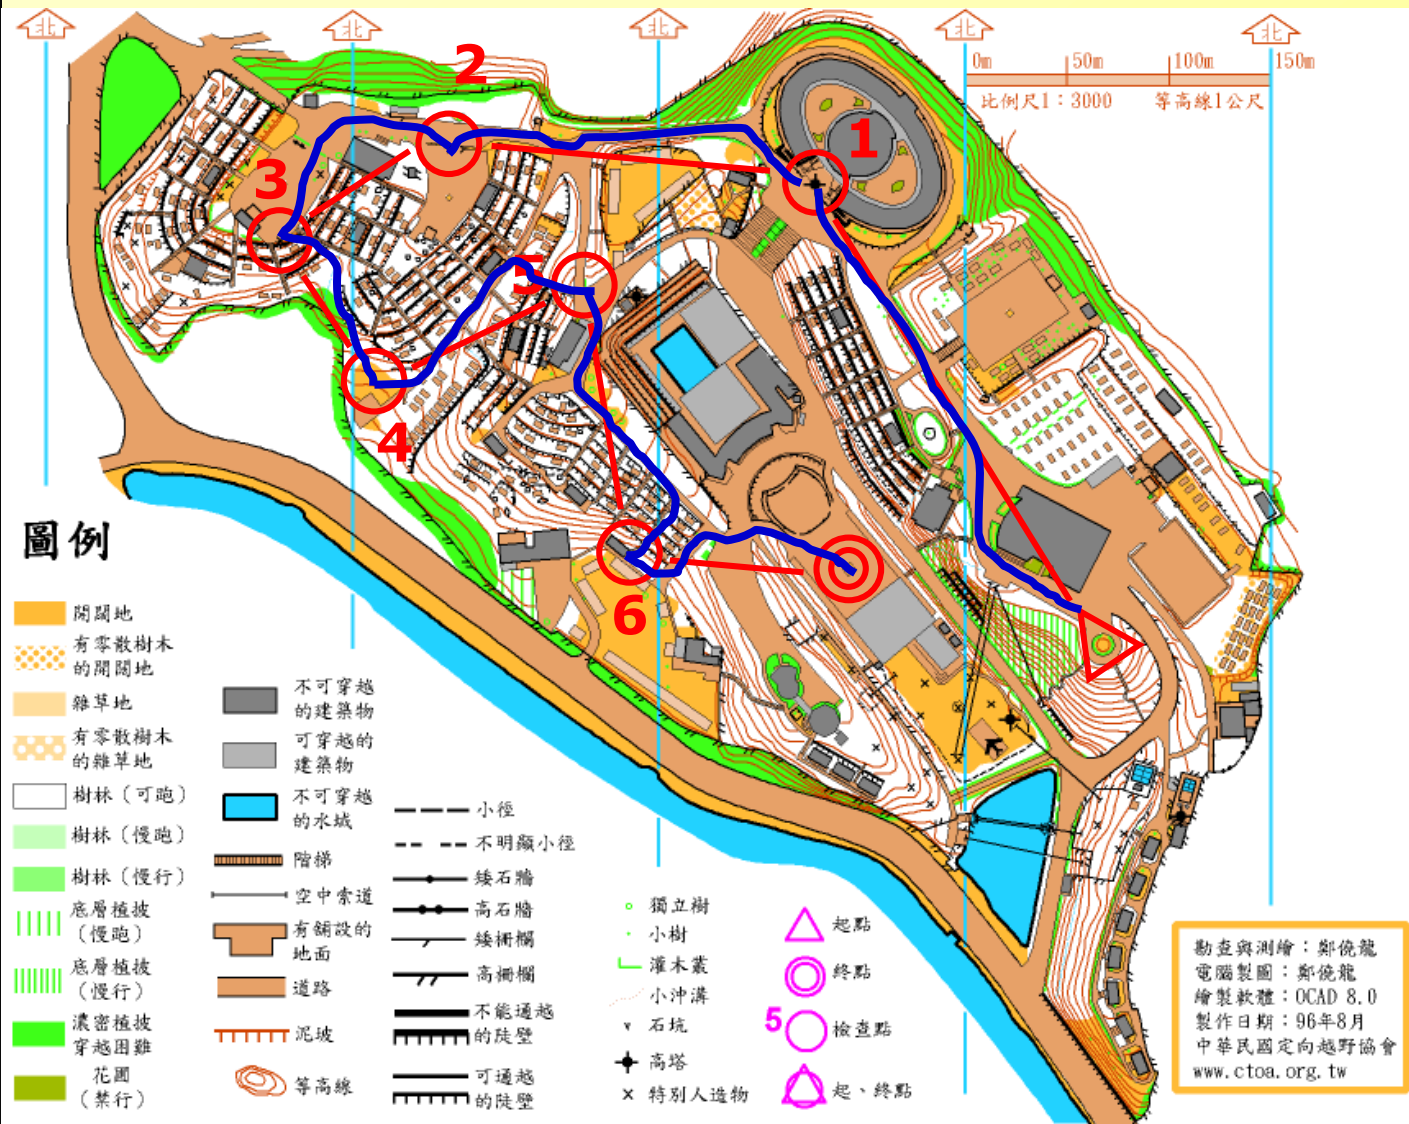 北 北 北 北 北
0m 50m 100m 150m
比例尺1：3000 等高線1公尺
2
1
3
5
4
6
圖例
開闊地
有零散樹木
的開闊地
雜草地
有零散樹木
的雜草地
樹林（可跑）
樹林（慢跑）
樹林（慢行）
底層植披
（慢跑）
底層植披
（慢行）
濃密植披
穿越困難
花圃
（禁行）
不可穿越
的建築物
可穿越的
建築物
不可穿越
的水域
階梯
空中索道
有舖設的
地面
道路
泥坡
等高線
小徑
不明顯小徑
矮石牆
高石牆
矮柵欄
高柵欄
不能通越
的陡壁
可通越
的陡壁
獨立樹
小樹
灌木叢
小沖溝
石坑
高塔
特別人造物
起點
終點
5
檢查點
起、終點
勘查與測繪：鄭儂龍
電腦製圖：鄭儂龍
繪製軟體：OCAD 8.0
製作日期：96年8月
中華民國定向越野協會
www.ctoa.org.tw